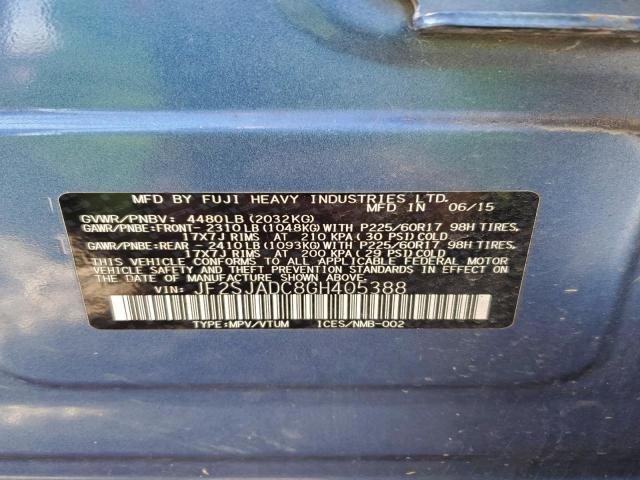 MFD BY FUJI HEAVY INDUSTRIES LTD.
MFD IN 06/15
GVWR/PNBV: 4480LB (2032KG)
GAWR/PNBE:FRONT- 2310LB (1048KG)WITH P225/60R17 98H TIRES,
17X7J RIMS AT 210 KPA (30 PSI)COLD
GAWR/PNBE:REAR -2410LB (1093KG)WITH P225/60R17 98H TIRES,
17X7J RIMS AT 200 KPA (29 PSI)COLD
THIS VEHICLE CONFORMS TO ALL APPLICABLE FEDERAL MOTOR
VEHICLE SAFETY AND THEFT PREVENTION STANDARDS IN EFFECT
ON THE DATE OF MANUFACTURE SHOWN ABOVE.
VIN: JF2SJADC8GH405388
TYPE:MPV/VTUM ICES/NMB-002